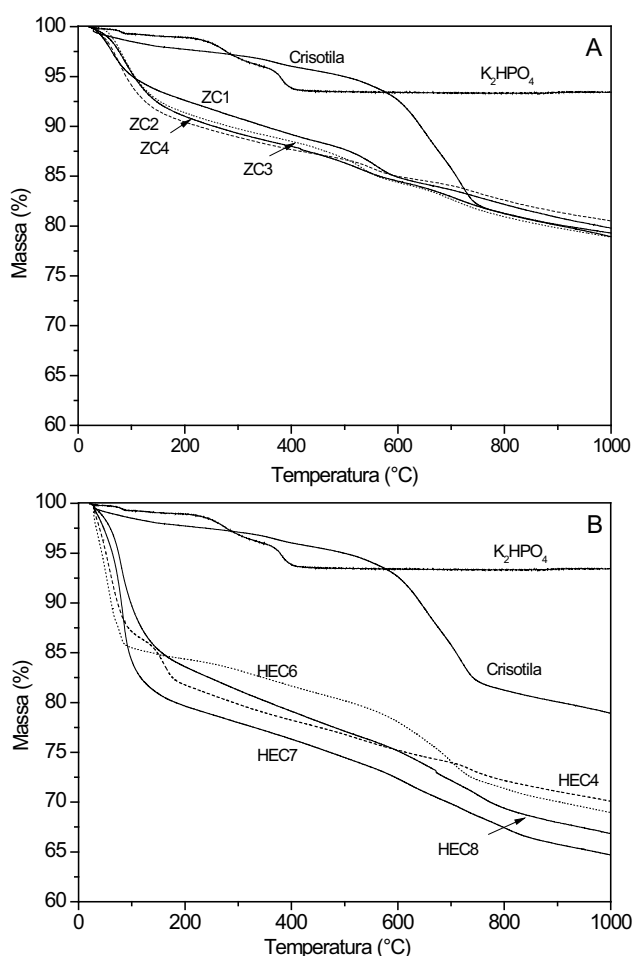 A
100
95
90
85
80
75
70
65
60
Massa (%)
Crisotila
K2HPO4
ZC1
ZC2
ZC4
ZC3
0 200 400 600 800 1000
Temperatura (°C)
B
100
95
90
85
80
75
70
65
60
Massa (%)
K2HPO4
Crisotila
HEC6
HEC7
HEC4
HEC8
0 200 400 600 800 1000
Temperatura (°C)